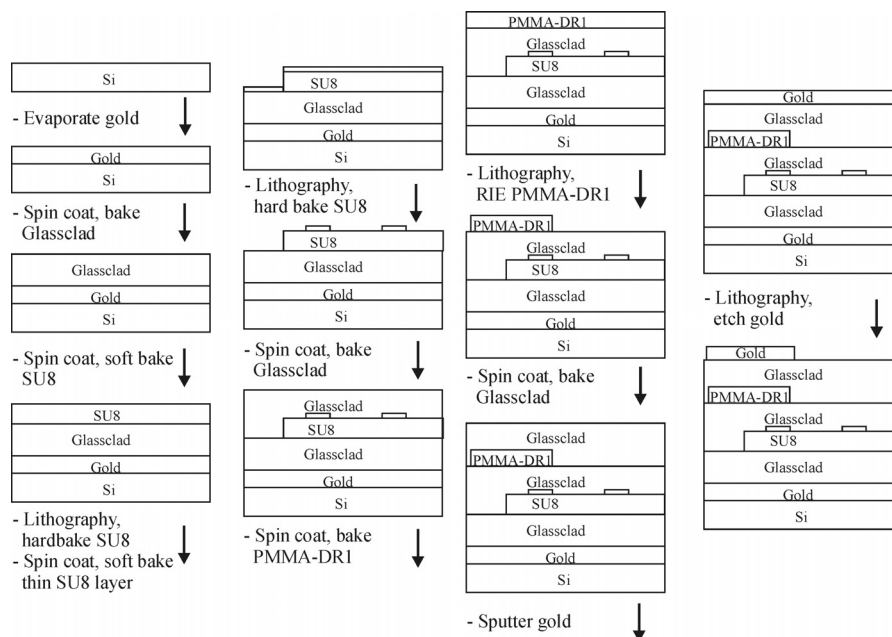 Si
- Evaporate gold
Gold
Si
- Spin coat, bake
Glassclad
Glassclad
Gold
Si
- Spin coat, soft bake
SU8
SU8
Glassclad
Gold
Si
- Lithography,
hardbake SU8
- Spin coat, soft bake
thin SU8 layer
SU8
Glassclad
Gold
Si
- Lithography,
hard bake SU8
SU8
Glassclad
Gold
Si
- Spin coat, bake
Glassclad
Glassclad
SU8
Glassclad
Gold
Si
- Spin coat, bake
PMMA-DR1
PMMA-DR1
Glassclad
SU8
Glassclad
Gold
Si
- Lithography,
RIE PMMA-DR1
PMMA-DR1
Glassclad
SU8
Glassclad
Gold
Si
- Spin coat, bake
Glassclad
Glassclad
PMMA-DR1
Glassclad
SU8
Glassclad
Gold
Si
- Sputter gold
Gold
Glassclad
PMMA-DR1
Glassclad
SU8
Glassclad
Gold
Si
- Lithography,
etch gold
Gold
Glassclad
PMMA-DR1
Glassclad
SU8
Glassclad
Gold
Si